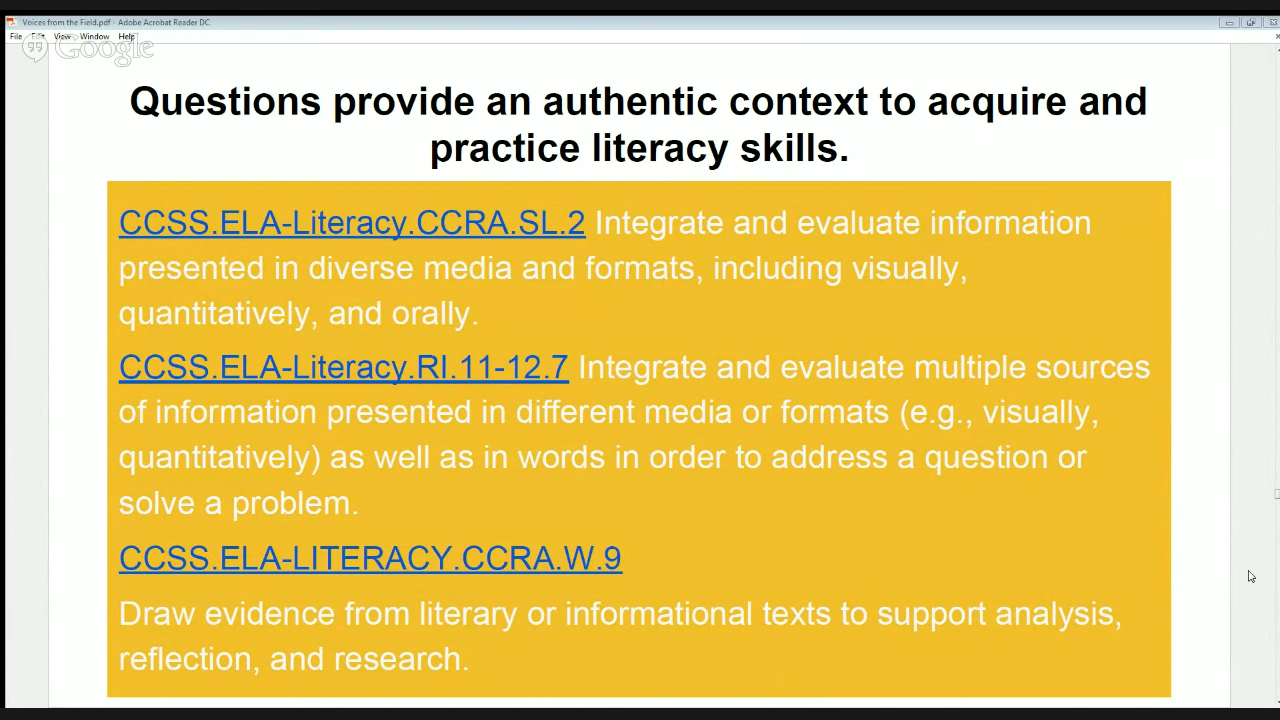 Voices from the Field.pdf - Adobe Acrobat Reader DC
File Edit View Window Help
Google
Questions provide an authentic context to acquire and
practice literacy skills.
CCSS.ELA-Literacy.CCRA.SL.2 Integrate and evaluate information
presented in diverse media and formats, including visually,
quantitatively, and orally.
CCSS.ELA-Literacy.RI.11-12.7 Integrate and evaluate multiple sources
of information presented in different media or formats (e.g., visually,
quantitatively) as well as in words in order to address a question or
solve a problem.
CCSS.ELA-LITERACY.CCRA.W.9
Draw evidence from literary or informational texts to support analysis,
reflection, and research.